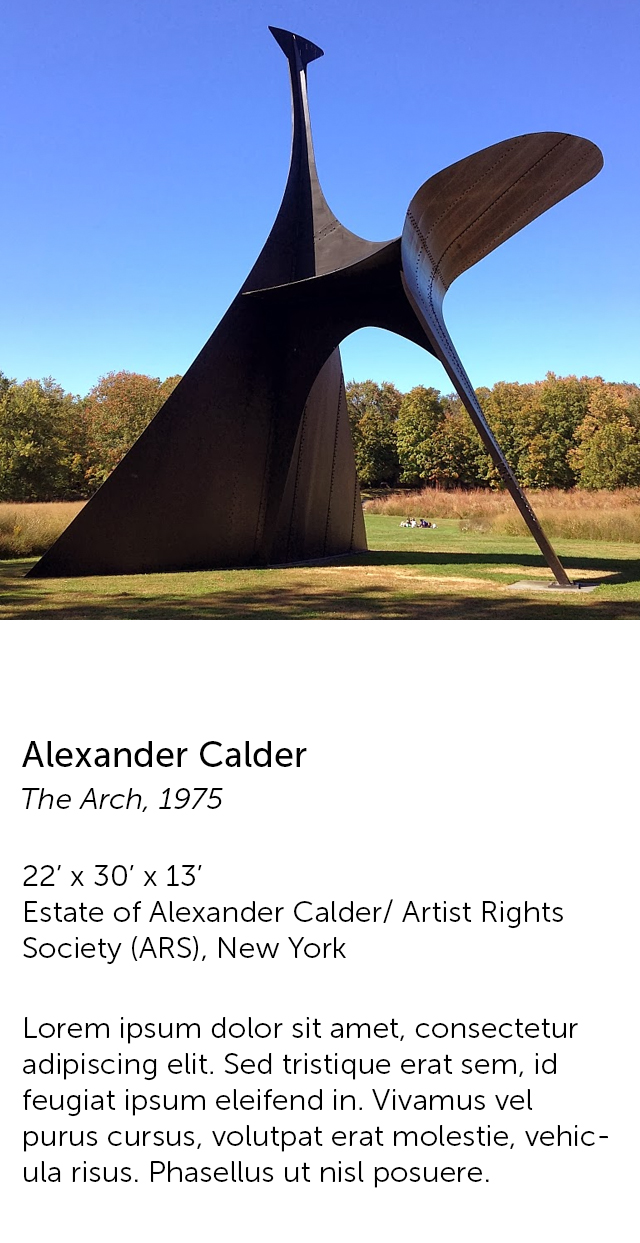 Alexander Calder
The Arch, 1975
22′ x 30′ x 13′
Estate of Alexander Calder/ Artist Rights
Society (ARS), New York
Lorem ipsum dolor sit amet, consectetur
adipiscing elit. Sed tristique erat sem, id
feugiat ipsum eleifend in. Vivamus vel
purus cursus, volutpat erat molestie, vehic-
ula risus. Phasellus ut nisl posuere.